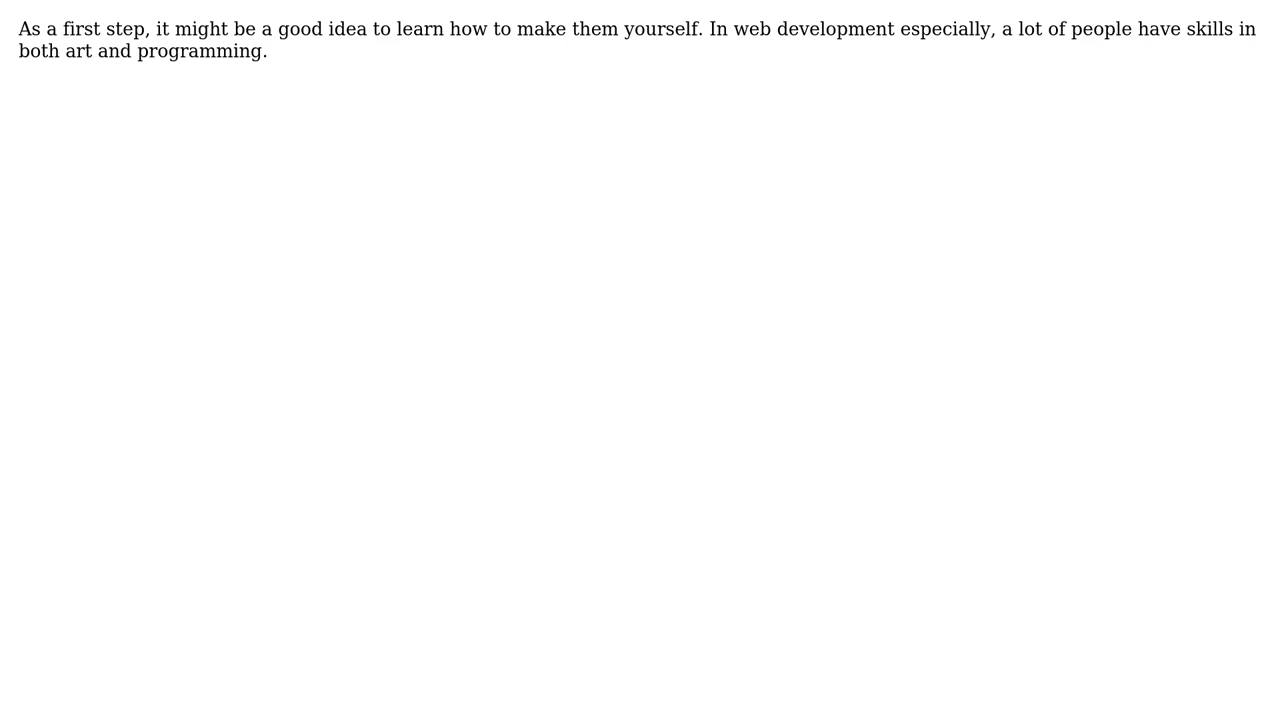 As a first step, it might be a good idea to learn how to make them yourself. In web development especially, a lot of people have skills in
both art and programming.